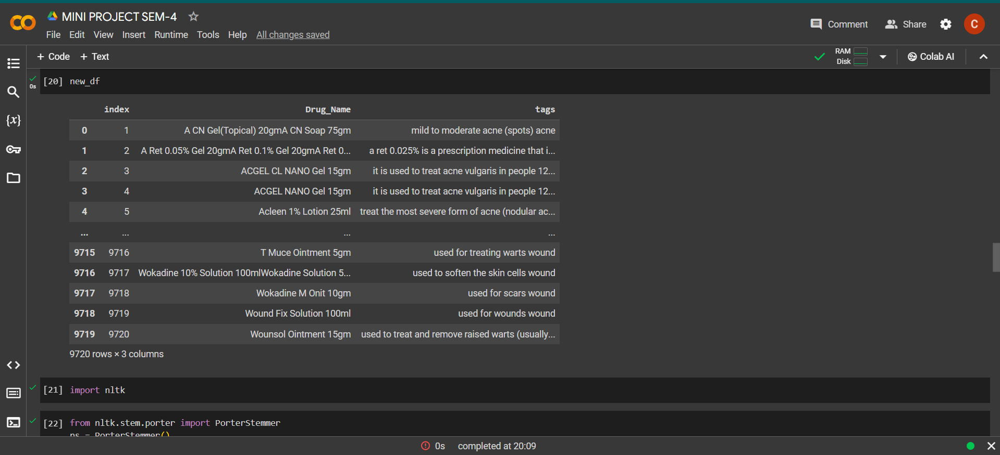 MINI PROJECT SEM-4
File Edit View Insert Runtime Tools Help All changes saved
Comment Share C
+ Code + Text
RAM
Disk
Colab AI
0s
[20] new_df
index Drug_Name tags
0 1 A CN Gel(Topical) 20gmA CN Soap 75gm mild to moderate acne (spots) acne
1 2 A Ret 0.05% Gel 20gmA Ret 0.1% Gel 20gmA Ret 0... a ret 0.025% is a prescription medicine that i...
2 3 ACGEL CL NANO Gel 15gm it is used to treat acne vulgaris in people 12...
3 4 ACGEL NANO Gel 15gm it is used to treat acne vulgaris in people 12...
4 5 Acleen 1% Lotion 25ml treat the most severe form of acne (nodular ac...
... ... ... ...
9715 9716 T Muce Ointment 5gm used for treating warts wound
9716 9717 Wokadine 10% Solution 100mlWokadine Solution 5... used to soften the skin cells wound
9717 9718 Wokadine M Onit 10gm used for scars wound
9718 9719 Wound Fix Solution 100ml used for wounds wound
9719 9720 Wounsol Ointment 15gm used to treat and remove raised warts (usually...
9720 rows × 3 columns
[21] import nltk
[22] from nltk.stem.porter import PorterStemmer
ps = PorterStemmer()
0s completed at 20:09